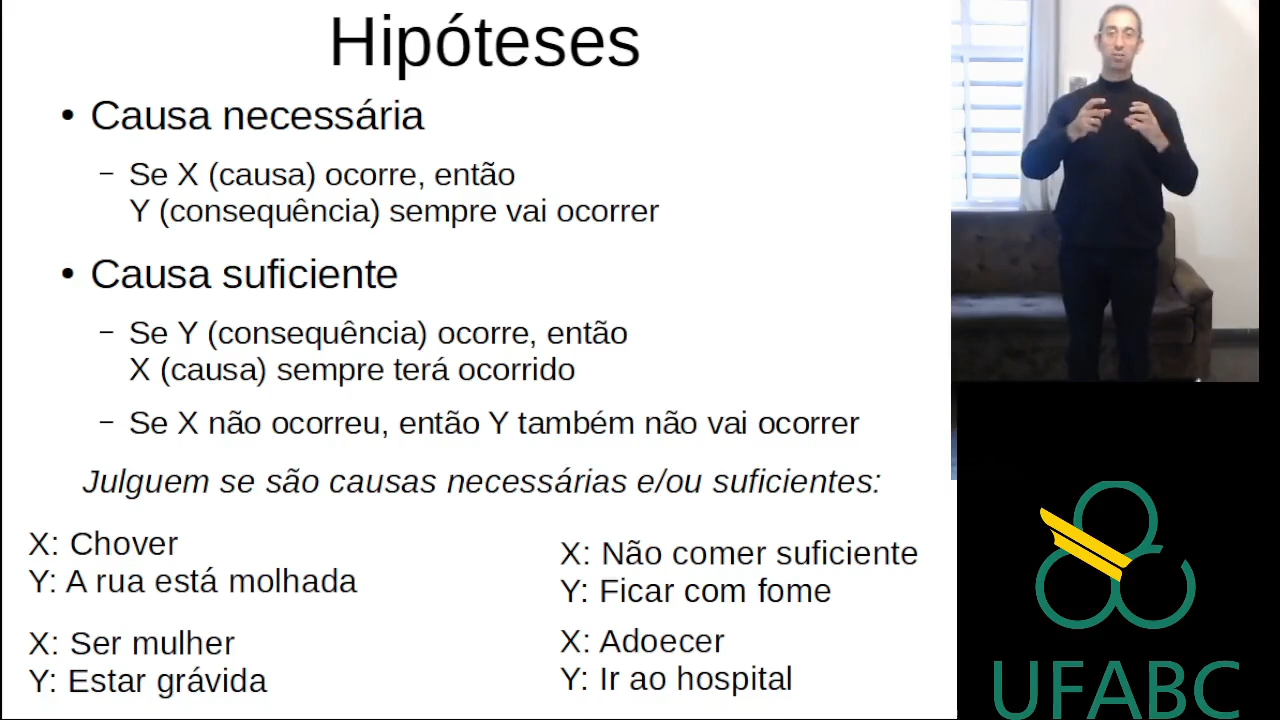 Hipóteses
• Causa necessária
– Se X (causa) ocorre, então
Y (consequência) sempre vai ocorrer
• Causa suficiente
– Se Y (consequência) ocorre, então
X (causa) sempre terá ocorrido
– Se X não ocorreu, então Y também não vai ocorrer
Julguem se são causas necessárias e/ou suficientes:
X: Chover
Y: A rua está molhada
X: Ser mulher
Y: Estar grávida
X: Não comer suficiente
Y: Ficar com fome
X: Adoecer
Y: Ir ao hospital
UFABC